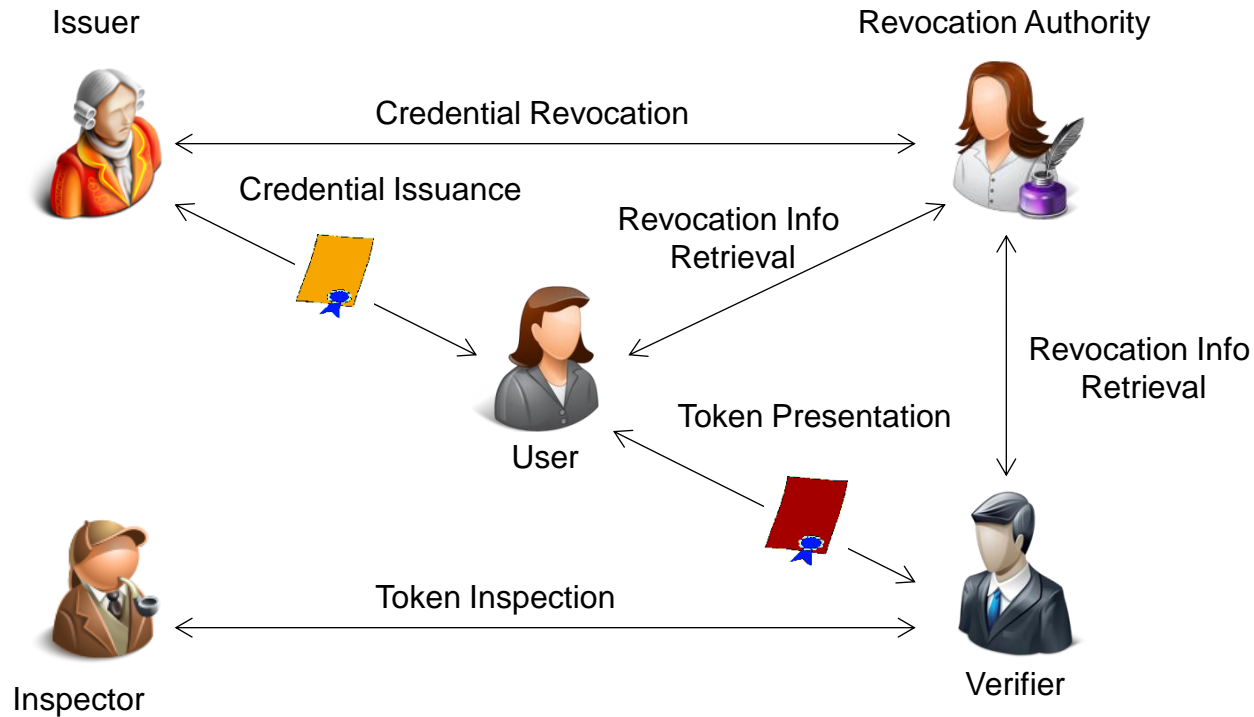 Issuer
Revocation Authority
Credential Revocation
Credential Issuance
Revocation Info
Retrieval
Revocation Info
Retrieval
Token Presentation
User
Token Inspection
Verifier
Inspector